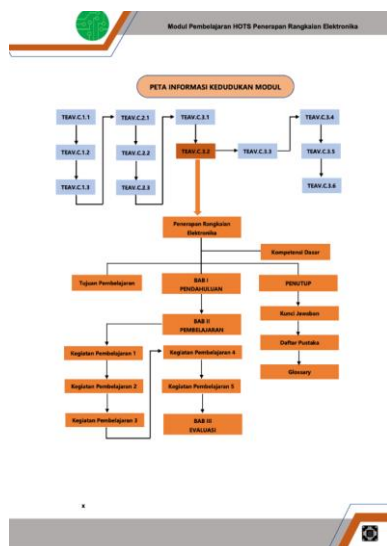 Modul Pembelajaran HOTS Penerapan Rangkaian Elektronika
PETA INFORMASI KEDUDUKAN MODUL
TEAV.C.1.1
TEAV.C.2.1
TEAV.C.3.1
TEAV.C.3.4
TEAV.C.1.2
TEAV.C.2.2
TEAV.C.3.2
TEAV.C.3.3
TEAV.C.3.5
TEAV.C.1.3
TEAV.C.2.3
TEAV.C.3.6
Penerapan Rangkaian
Elektronika
Kompetensi Dasar
Tujuan Pembelajaran
BAB I
PENDAHULUAN
PENUTUP
BAB II
PEMBELAJARAN
Kunci Jawaban
Kegiatan Pembelajaran 1
Kegiatan Pembelajaran 4
Daftar Pustaka
Kegiatan Pembelajaran 2
Kegiatan Pembelajaran 5
Glossary
Kegiatan Pembelajaran 3
BAB III
EVALUASI
x